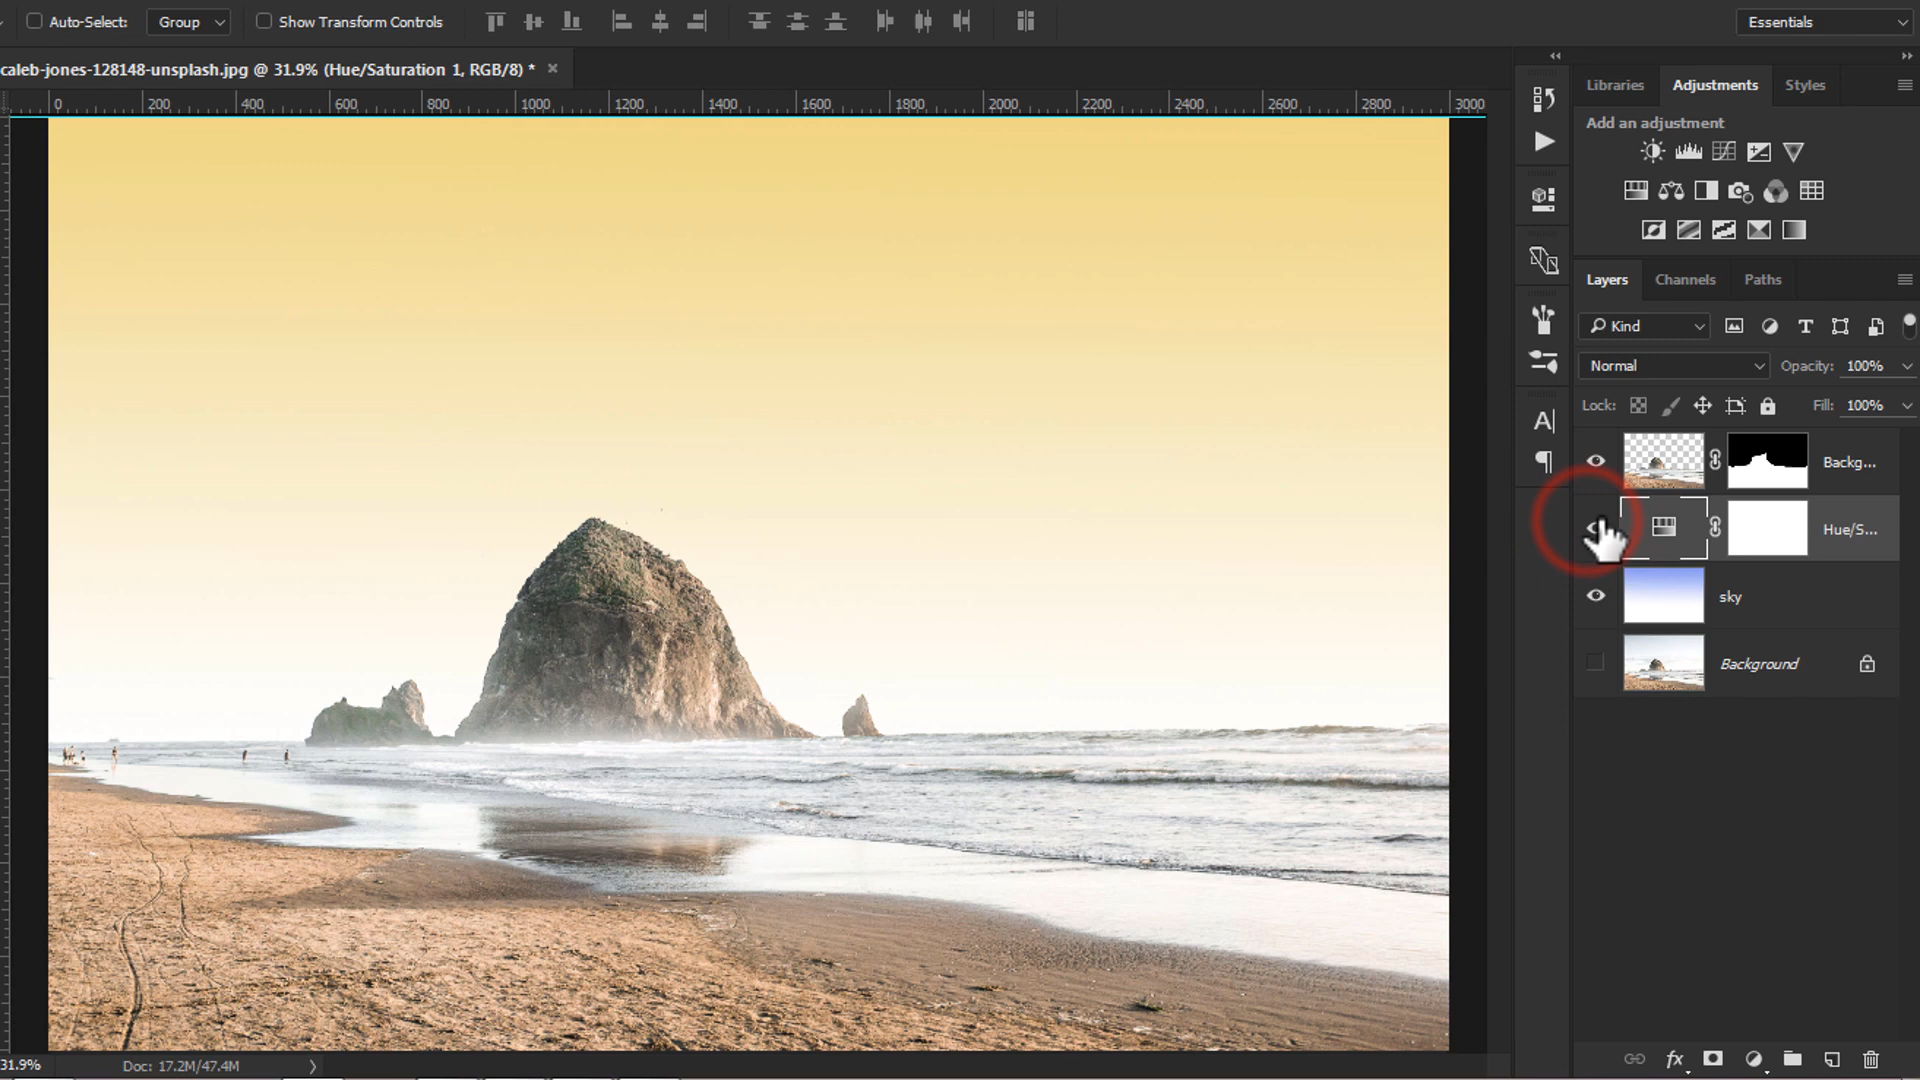 Auto-Select: Group Show Transform Controls Essentials
caleb-jones-128148-unsplash.jpg @ 31.9% (Hue/Saturation 1, RGB/8) * ×
0 200 400 600 800 1000 1200 1400 1600 1800 2000 2200 2400 2600 2800 3000
Libraries Adjustments Styles
Add an adjustment
Layers Channels Paths
Kind
Normal Opacity: 100%
Lock: Fill: 100%
Backg...
Hue/S...
sky
Background
31.9% Doc: 17.2M/47.4M